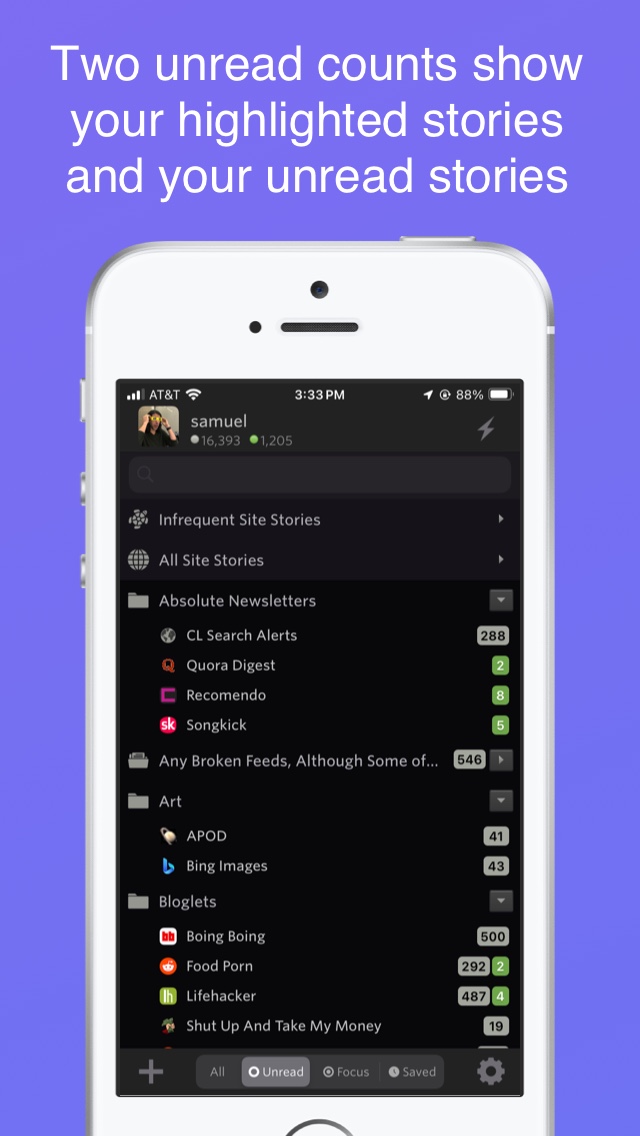 Two unread counts show
your highlighted stories
and your unread stories
AT&T 3:33 PM 88%
samuel
16,393 1,205
Infrequent Site Stories
All Site Stories
Absolute Newsletters
CL Search Alerts 288
Quora Digest 2
Recomendo 8
sk Songkick 5
Any Broken Feeds, Although Some of... 546
Art
APOD 41
Bing Images 43
Bloglets
bb Boing Boing 500
Food Porn 292 2
lh Lifehacker 487 4
Shut Up And Take My Money 19
All Unread Focus Saved